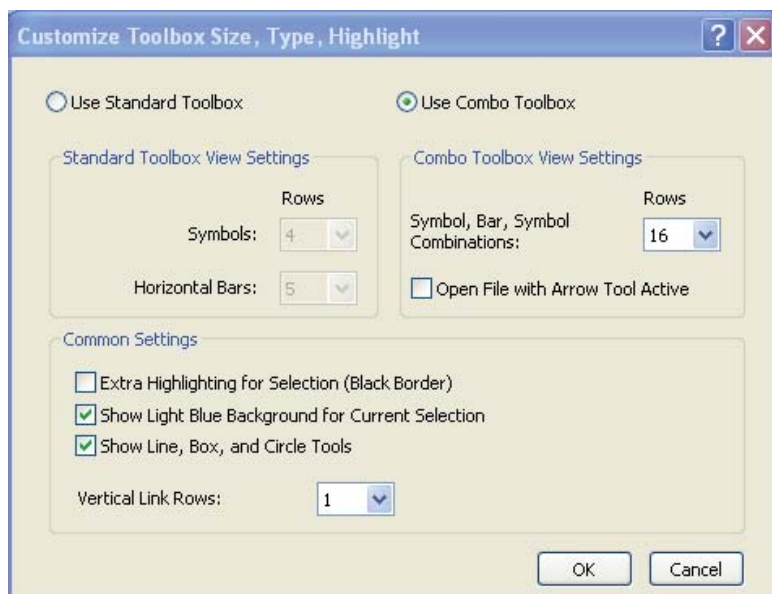 Customize Toolbox Size, Type, Highlight
Use Standard Toolbox
Use Combo Toolbox
Standard Toolbox View Settings
Rows
Symbols: 4
Horizontal Bars: 5
Combo Toolbox View Settings
Rows
Symbol, Bar, Symbol
Combinations: 16
Open File with Arrow Tool Active
Common Settings
Extra Highlighting for Selection (Black Border)
Show Light Blue Background for Current Selection
Show Line, Box, and Circle Tools
Vertical Link Rows: 1
OK
Cancel